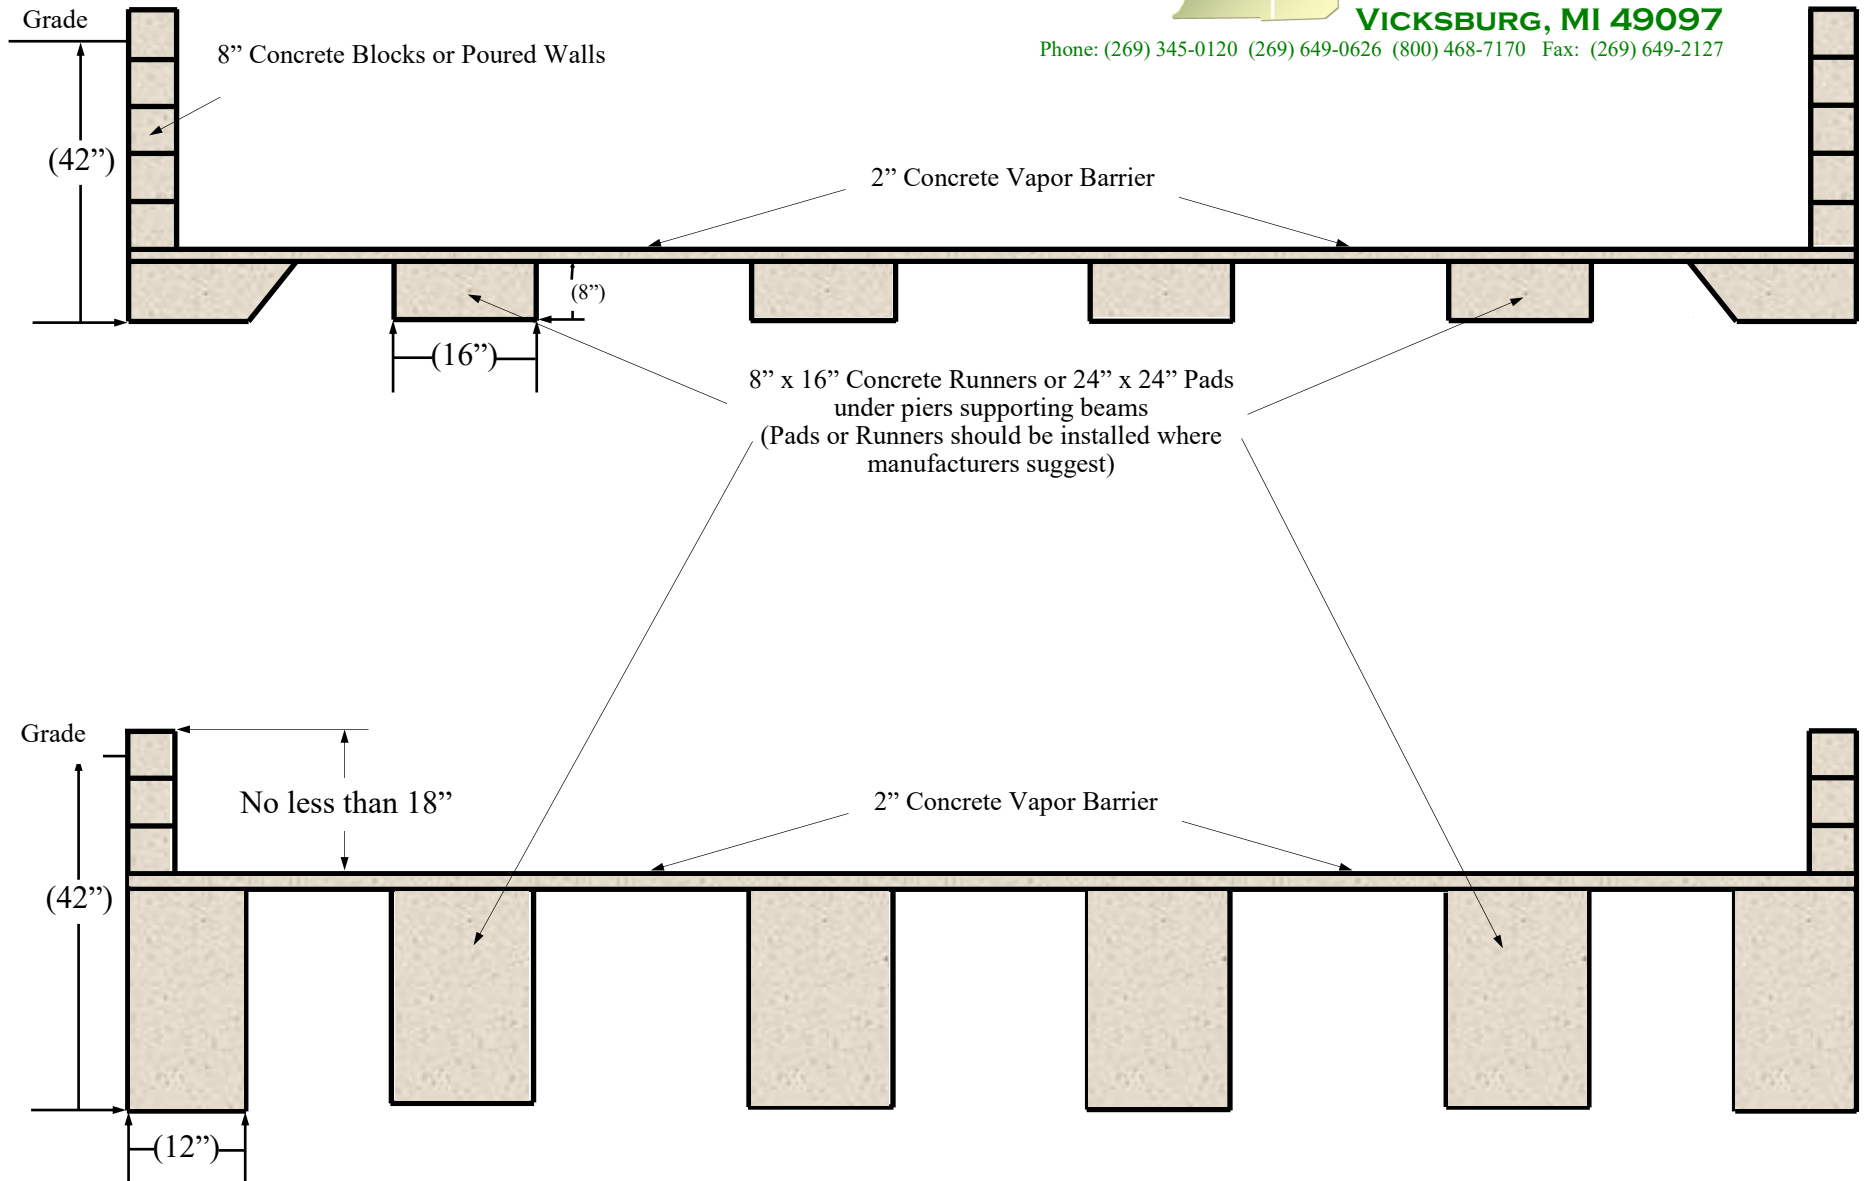 VICKSBURG, MI 49097
Phone: (269) 345-0120 (269) 649-0626 (800) 468-7170 Fax: (269) 649-2127
Grade
8” Concrete Blocks or Poured Walls
(42”)
2” Concrete Vapor Barrier
(8”)
(16”)
8” x 16” Concrete Runners or 24” x 24” Pads
under piers supporting beams
(Pads or Runners should be installed where
manufacturers suggest)
Grade
No less than 18”
2” Concrete Vapor Barrier
(42”)
(12”)